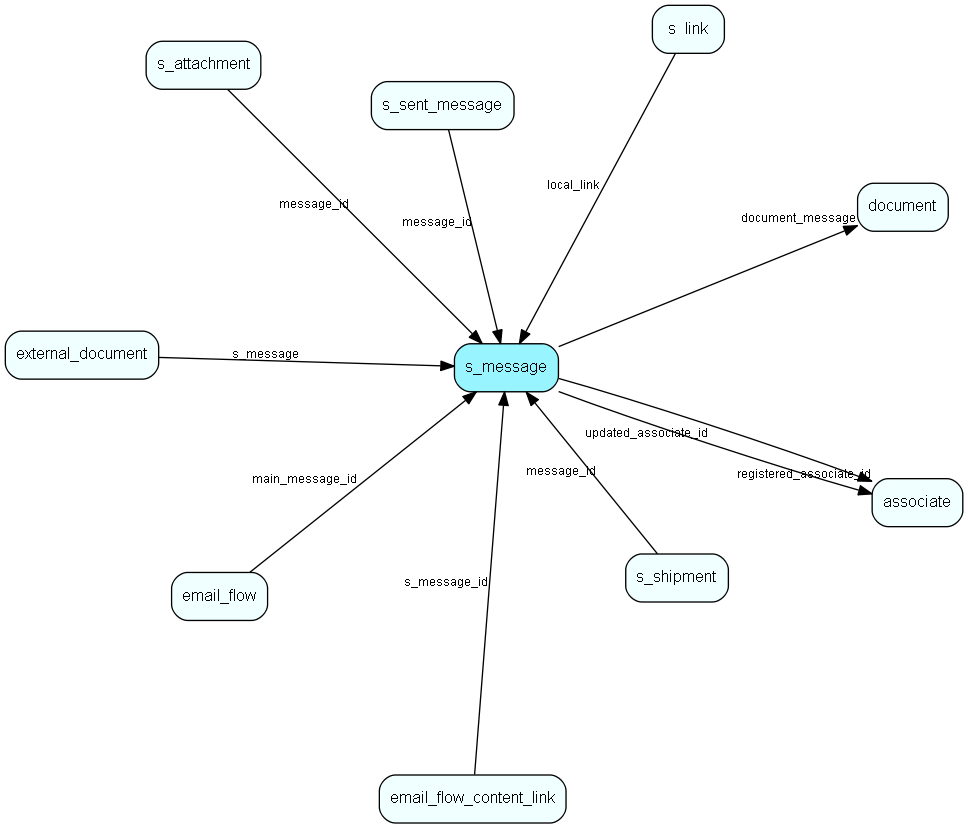 s_link
s_attachment
s_sent_message
local_link
message_id
document
document_message
message_id
external_document
s_message
s_message
updated_associate_id
message_id
registered_associate_id
main_message_id
associate
s_message_id
s_shipment
email_flow
email_flow_content_link